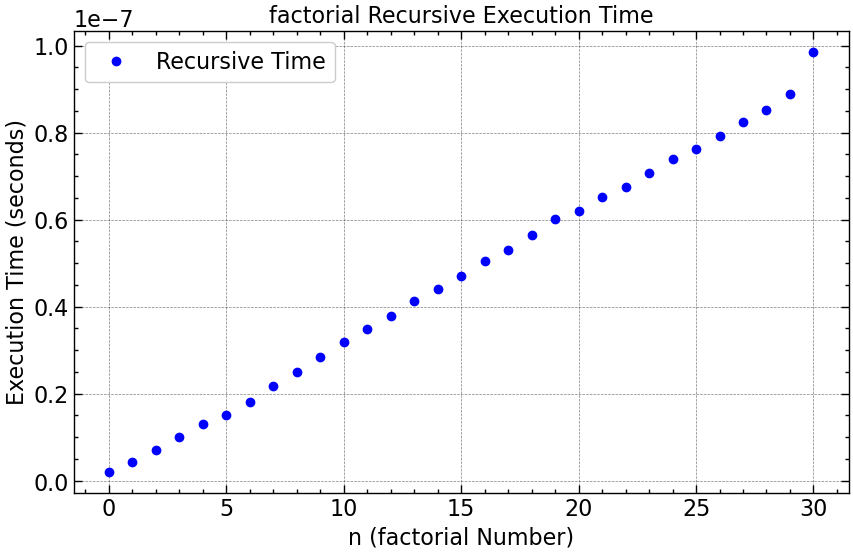 factorial Recursive Execution Time
1e−7
Recursive Time
1.0
0.8
0.6
0.4
0.2
0.0
Execution Time (seconds)
0 5 10 15 20 25 30
n (factorial Number)